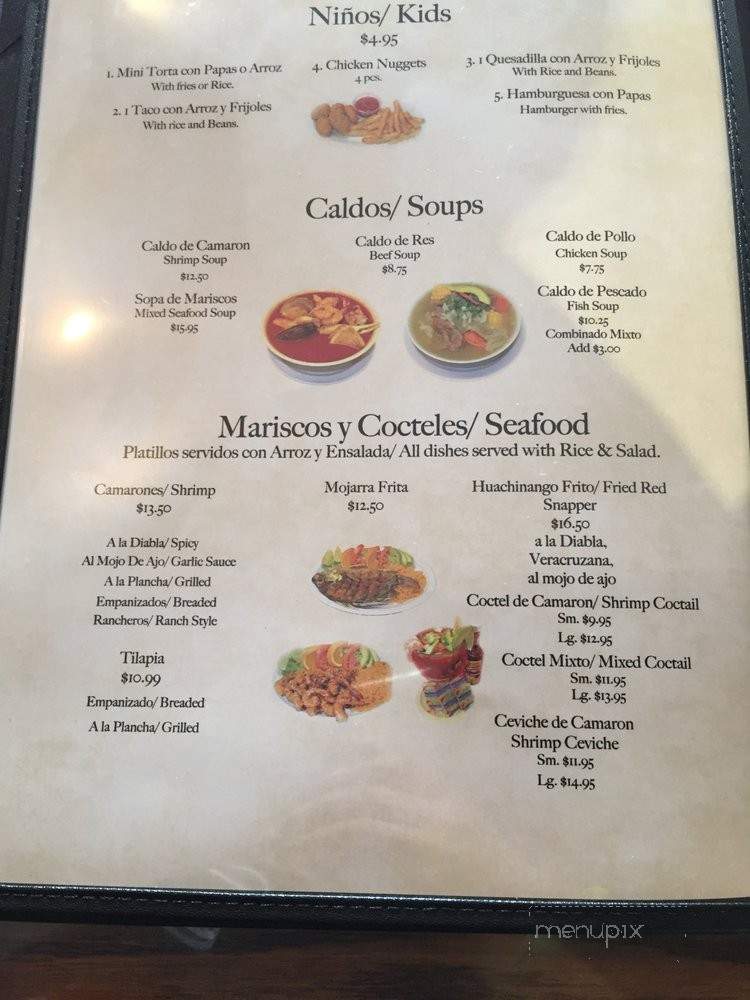 Niños/ Kids
$4.95
1. Mini Torta con Papas o Arroz
With fries or Rice.
2. 1 Taco con Arroz y Frijoles
With rice and Beans.
4. Chicken Nuggets
4 pcs.
3. 1 Quesadilla con Arroz y Frijoles
With Rice and Beans.
5. Hamburguesa con Papas
Hamburger with fries.
Caldos/ Soups
Caldo de Camaron
Shrimp Soup
$12.50
Sopa de Mariscos
Mixed Seafood Soup
$15.95
Caldo de Res
Beef Soup
$8.75
Caldo de Pollo
Chicken Soup
$7.75
Caldo de Pescado
Fish Soup
$10.25
Combinado Mixto
Add $3.00
Mariscos y Cocteles/ Seafood
Platillos servidos con Arroz y Ensalada/ All dishes served with Rice & Salad.
Camarones/ Shrimp
$13.50
A la Diabla/ Spicy
Al Mojo De Ajo/ Garlic Sauce
A la Plancha/ Grilled
Empanizados/ Breaded
Rancheros/ Ranch Style
Tilapia
$10.99
Empanizado/ Breaded
A la Plancha/ Grilled
Mojarra Frita
$12.50
Huachinango Frito/ Fried Red
Snapper
$16.50
a la Diabla,
Veracruzana,
al mojo de ajo
Coctel de Camaron/ Shrimp Coctail
Sm. $9.95
Lg. $12.95
Coctel Mixto/ Mixed Coctail
Sm. $11.95
Lg. $13.95
Ceviche de Camaron
Shrimp Ceviche
Sm. $11.95
Lg. $14.95
menupix